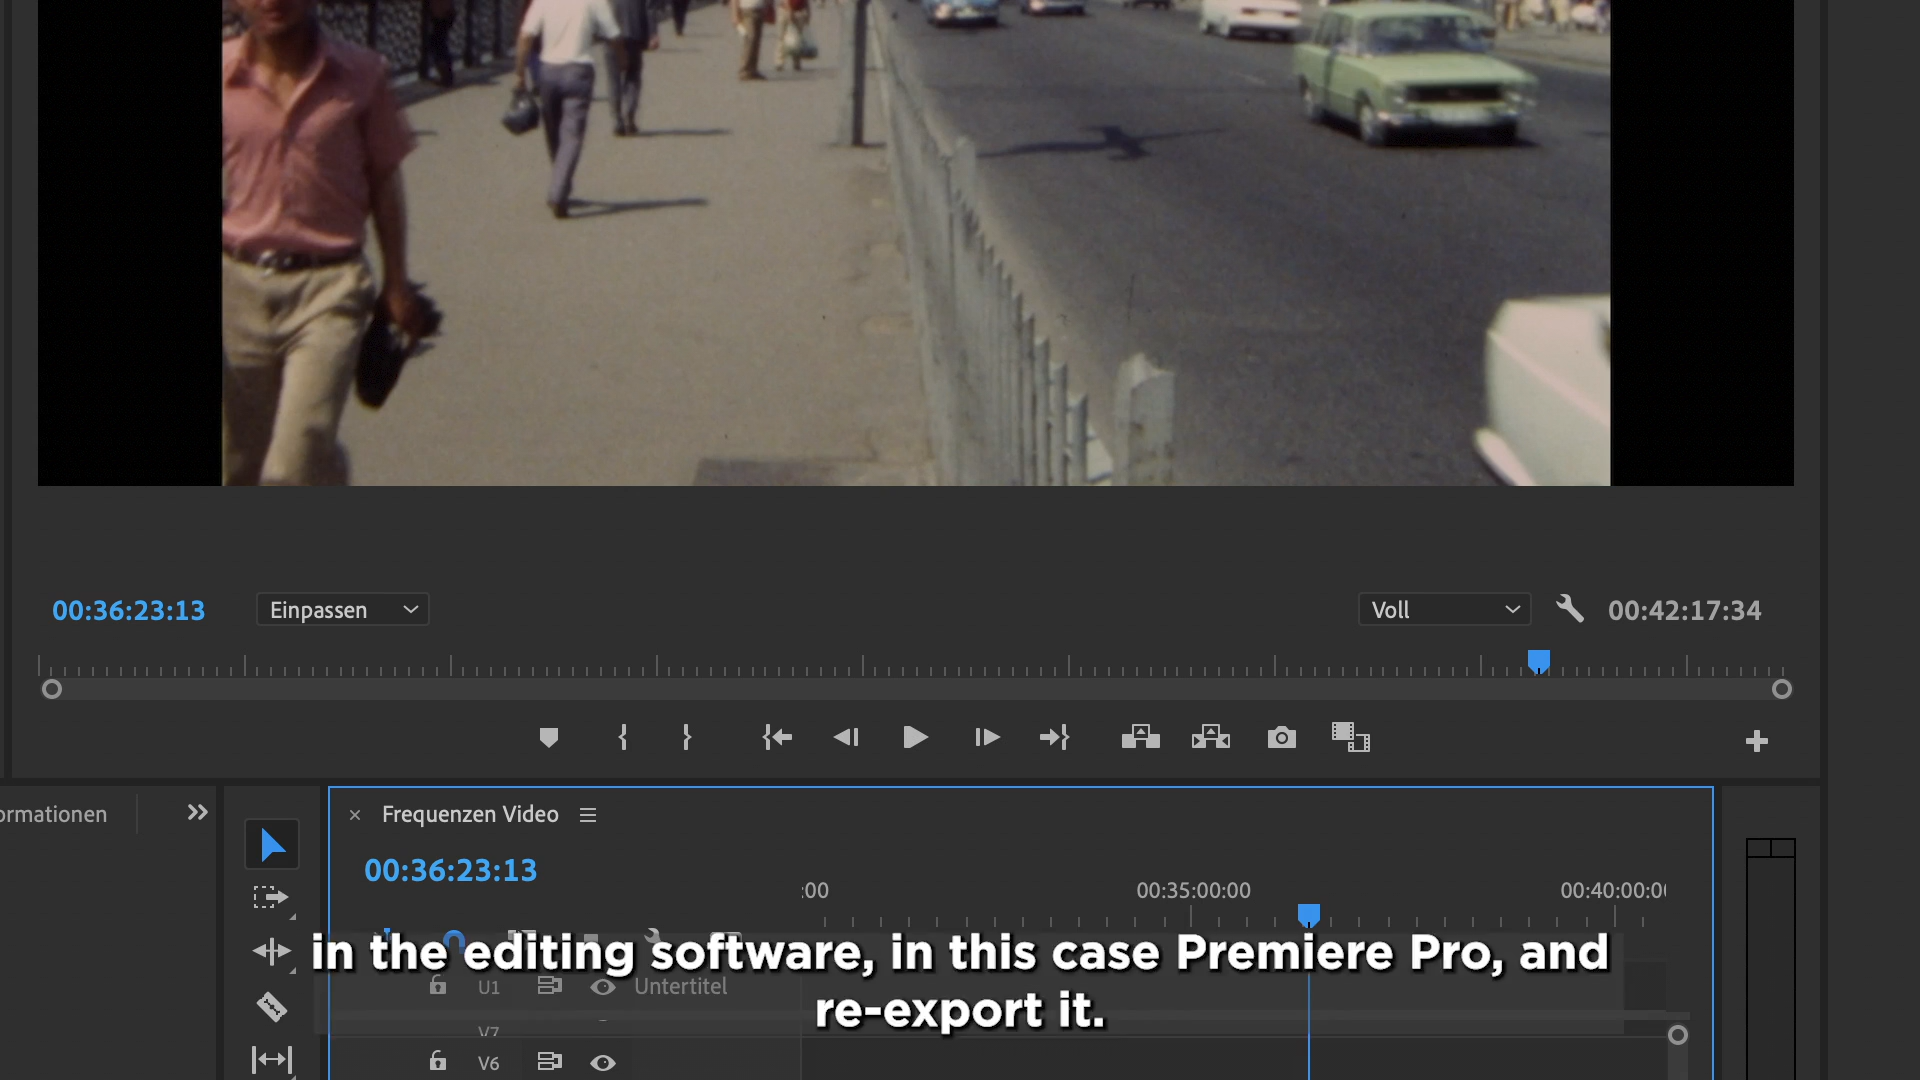 00:36:23:13
Einpassen
Voll
00:42:17:34
ormationen
Frequenzen Video
00:36:23:13
:00
00:35:00:00
00:40:00:0
in the editing software, in this case Premiere Pro, and
re-export it.
U1
Untertitel
V7
V6